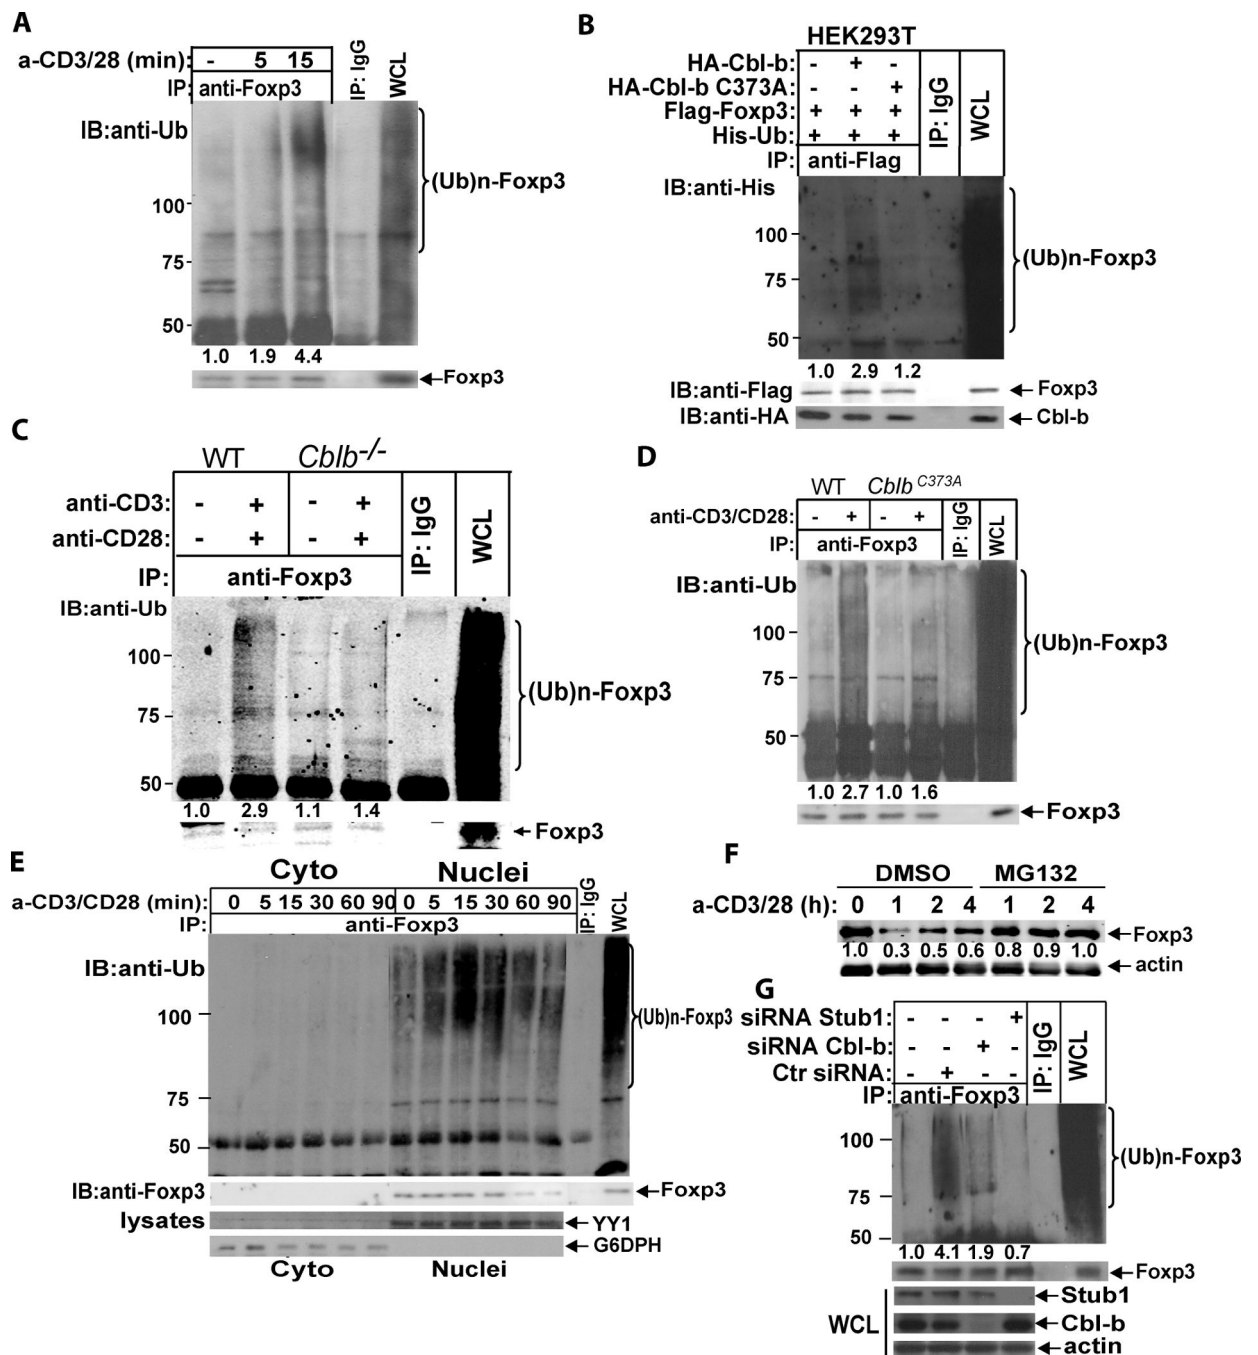 A
a-CD3/28 (min): - 5 15 IP: IgG WCL
IP: anti-Foxp3
IB:anti-Ub
(Ub)n-Foxp3
100
75
50
1.0 1.9 4.4
Foxp3
B
HEK293T
HA-Cbl-b: - + -
HA-Cbl-b C373A: - - +
Flag-Foxp3: + + +
His-Ub: + + +
IP: anti-Flag IP: IgG WCL
IB:anti-His
100
75
50
(Ub)n-Foxp3
1.0 2.9 1.2
IB:anti-Flag Foxp3
IB:anti-HA Cbl-b
C
WT Cblb-/-
anti-CD3: - + - +
anti-CD28: - + - +
IP: anti-Foxp3 IP: IgG WCL
IB:anti-Ub
100
75
50
(Ub)n-Foxp3
1.0 2.9 1.1 1.4
Foxp3
D
WT Cblb C373A
anti-CD3/CD28: - + - +
IP: anti-Foxp3 IP: IgG WCL
IB:anti-Ub
100
75
50
(Ub)n-Foxp3
1.0 2.7 1.0 1.6
Foxp3
E
Cyto Nuclei
a-CD3/CD28 (min): 0 5 15 30 60 90 0 5 15 30 60 90 IP: IgG WCL
IP: anti-Foxp3
IB:anti-Ub
100
75
50
(Ub)n-Foxp3
IB:anti-Foxp3 Foxp3
lysates YY1
G6DPH
Cyto Nuclei
F
DMSO MG132
a-CD3/28 (h): 0 1 2 4 1 2 4
Foxp3
1.0 0.3 0.5 0.6 0.8 0.9 1.0
actin
G
siRNA Stub1: - - - +
siRNA Cbl-b: - - + -
Ctr siRNA: - + - -
IP: anti-Foxp3 IP: IgG WCL
100
75
50
(Ub)n-Foxp3
1.0 4.1 1.9 0.7
Foxp3
Stub1
WCL Cbl-b
actin